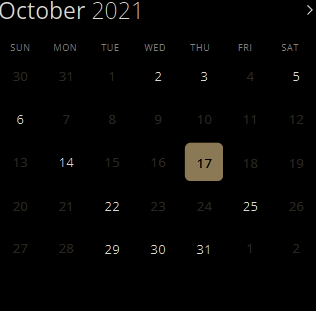 October 2021
SUN MON TUE WED THU FRI SAT
30 31 1 2 3 4 5
6 7 8 9 10 11 12
13 14 15 16 17 18 19
20 21 22 23 24 25 26
27 28 29 30 31 1 2